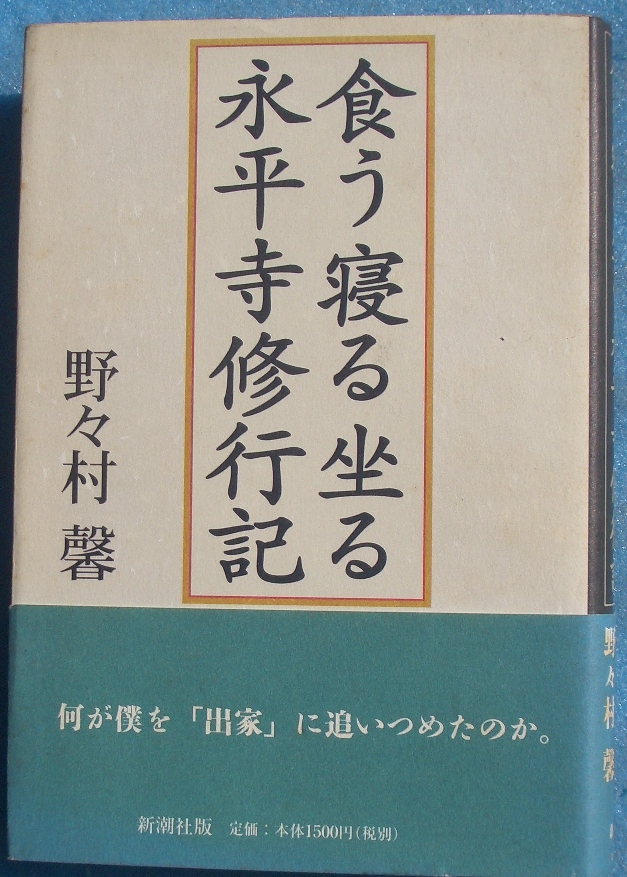 食う寝る坐る
永平寺修行記
野々村 馨
何が僕を「出家」に追いつめたのか。
新潮社版 定価：本体1500円(税別)
野々村 馨